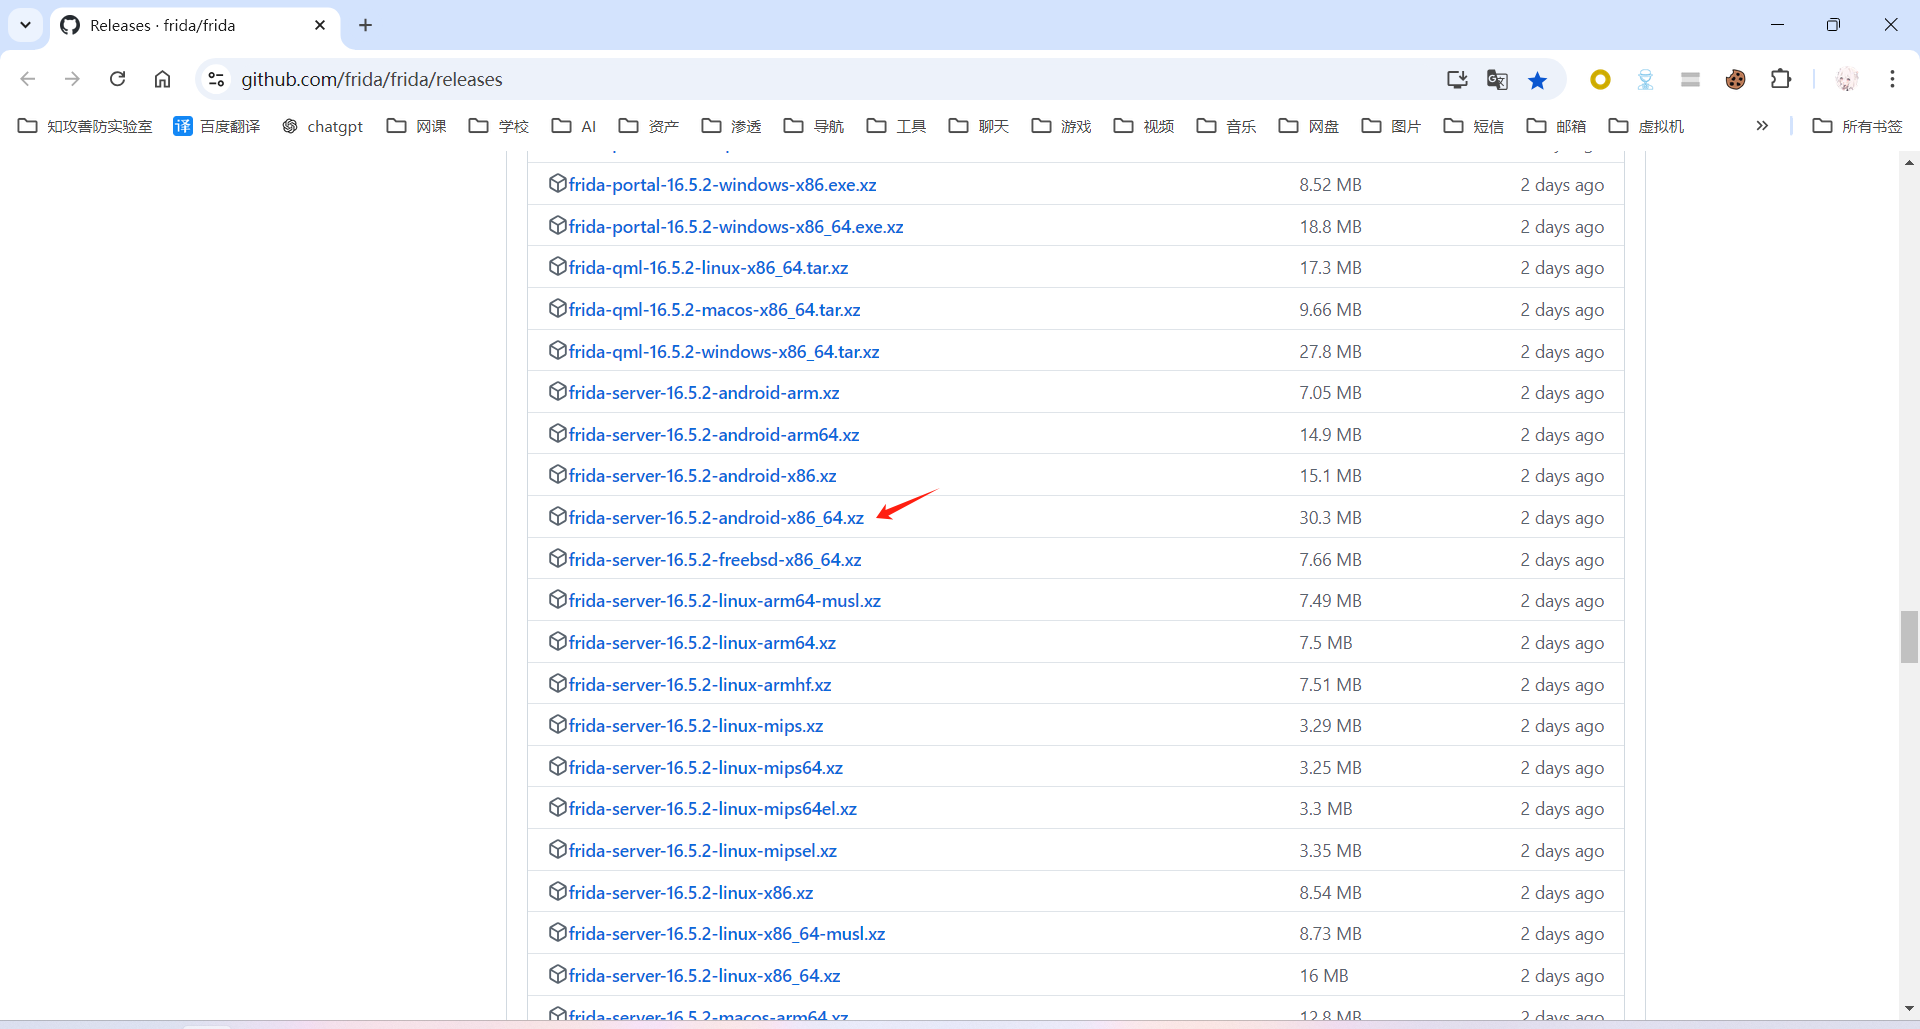 Releases · frida/frida
github.com/frida/frida/releases
知攻善防实验室 译 百度翻译 chatgpt 网课 学校 AI 资产 渗透 导航 工具 聊天 游戏 视频 音乐 网盘 图片 短信 邮箱 虚拟机 » 所有书签
frida-portal-16.5.2-windows-x86.exe.xz 8.52 MB 2 days ago
frida-portal-16.5.2-windows-x86_64.exe.xz 18.8 MB 2 days ago
frida-qml-16.5.2-linux-x86_64.tar.xz 17.3 MB 2 days ago
frida-qml-16.5.2-macos-x86_64.tar.xz 9.66 MB 2 days ago
frida-qml-16.5.2-windows-x86_64.tar.xz 27.8 MB 2 days ago
frida-server-16.5.2-android-arm.xz 7.05 MB 2 days ago
frida-server-16.5.2-android-arm64.xz 14.9 MB 2 days ago
frida-server-16.5.2-android-x86.xz 15.1 MB 2 days ago
frida-server-16.5.2-android-x86_64.xz 30.3 MB 2 days ago
frida-server-16.5.2-freebsd-x86_64.xz 7.66 MB 2 days ago
frida-server-16.5.2-linux-arm64-musl.xz 7.49 MB 2 days ago
frida-server-16.5.2-linux-arm64.xz 7.5 MB 2 days ago
frida-server-16.5.2-linux-armhf.xz 7.51 MB 2 days ago
frida-server-16.5.2-linux-mips.xz 3.29 MB 2 days ago
frida-server-16.5.2-linux-mips64.xz 3.25 MB 2 days ago
frida-server-16.5.2-linux-mips64el.xz 3.3 MB 2 days ago
frida-server-16.5.2-linux-mipsel.xz 3.35 MB 2 days ago
frida-server-16.5.2-linux-x86.xz 8.54 MB 2 days ago
frida-server-16.5.2-linux-x86_64-musl.xz 8.73 MB 2 days ago
frida-server-16.5.2-linux-x86_64.xz 16 MB 2 days ago
frida-server-16.5.2-macos-arm64.xz 12.8 MB 2 days ago